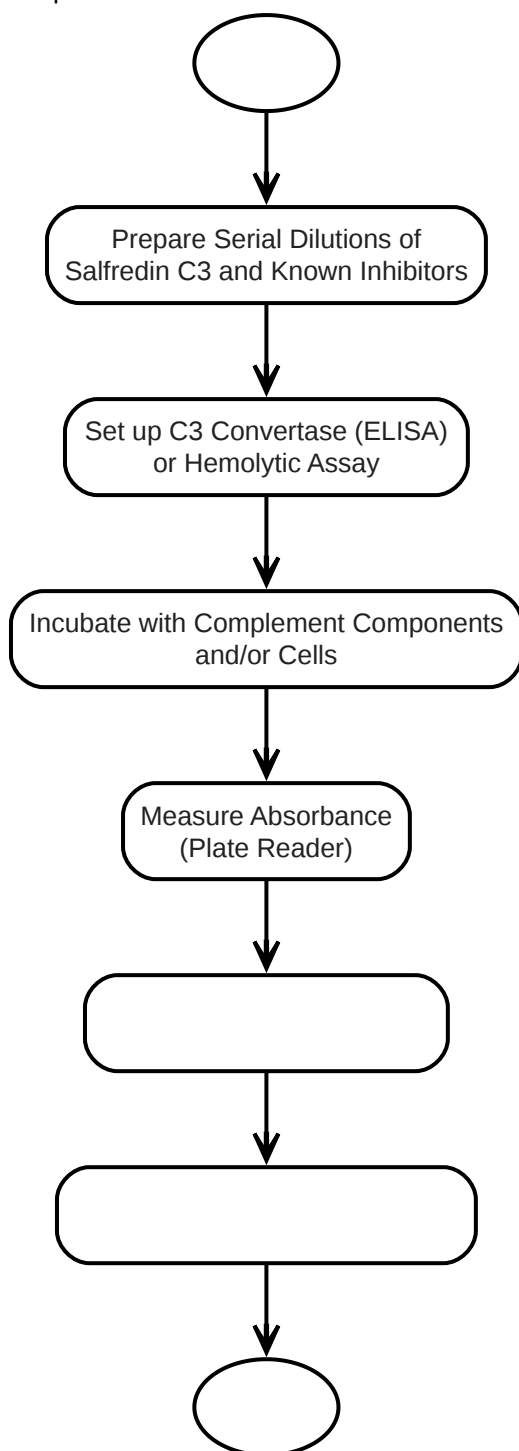 Prepare Serial Dilutions of
Salfredin C3 and Known Inhibitors
Set up C3 Convertase (ELISA)
or Hemolytic Assay
Incubate with Complement Components
and/or Cells
Measure Absorbance
(Plate Reader)